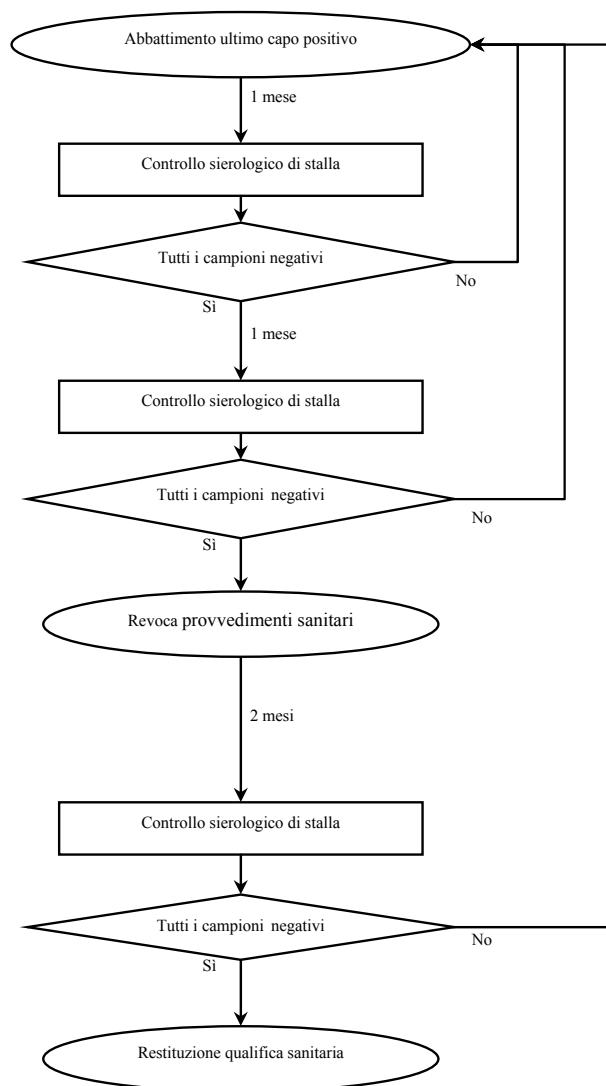 Abbattimento ultimo capo positivo
1 mese
Controllo sierologico di stalla
Tutti i campioni negativi
No
Sì
1 mese
Controllo sierologico di stalla
Tutti i campioni negativi
No
Sì
Revoca provvedimenti sanitari
2 mesi
Controllo sierologico di stalla
Tutti i campioni negativi
No
Sì
Restituzione qualifica sanitaria